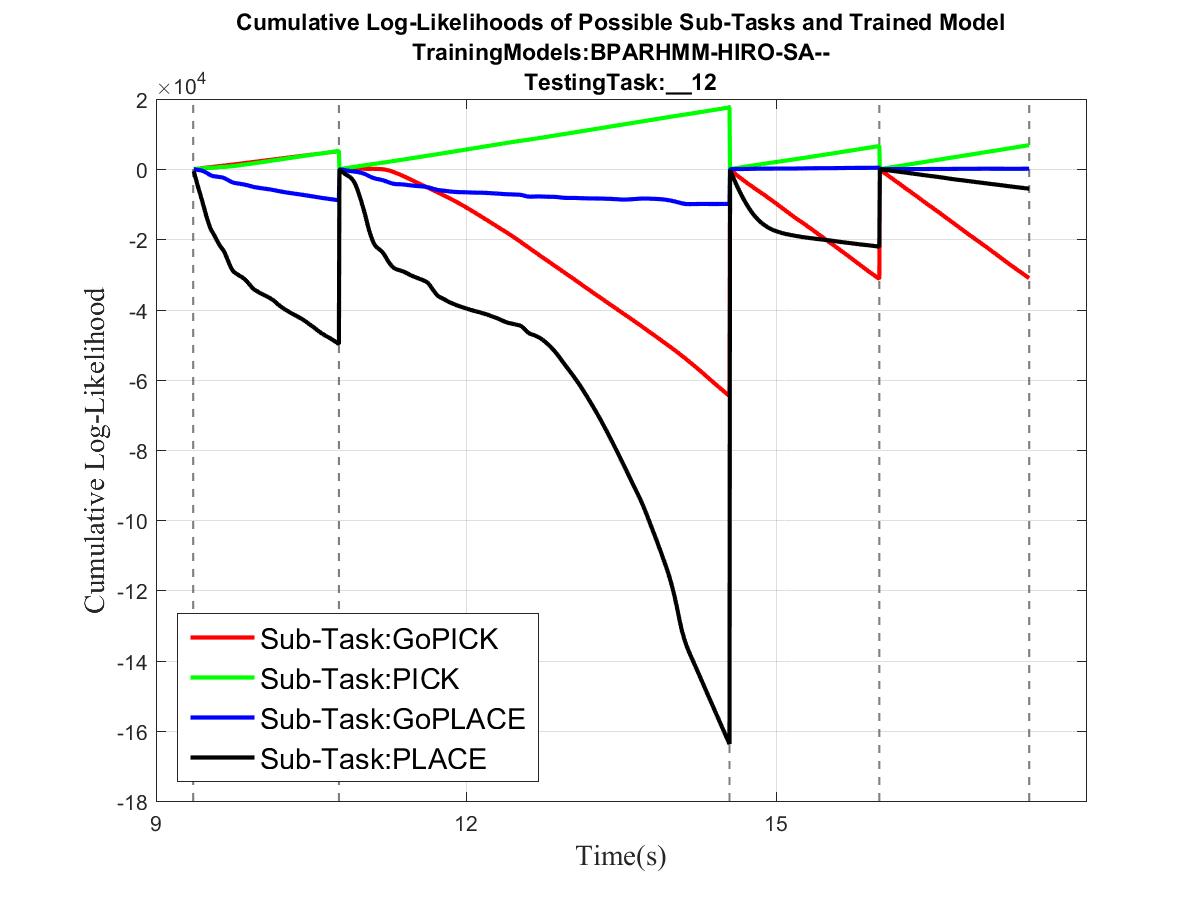 Cumulative Log-Likelihoods of Possible Sub-Tasks and Trained Model
TrainingModels:BPARHMM-HIRO-SA--
TestingTask:__12
×10^4
2
0
-2
-4
-6
-8
-10
-12
-14
-16
-18
Cumulative Log-Likelihood
Sub-Task:GoPICK
Sub-Task:PICK
Sub-Task:GoPLACE
Sub-Task:PLACE
9 12 15
Time(s)